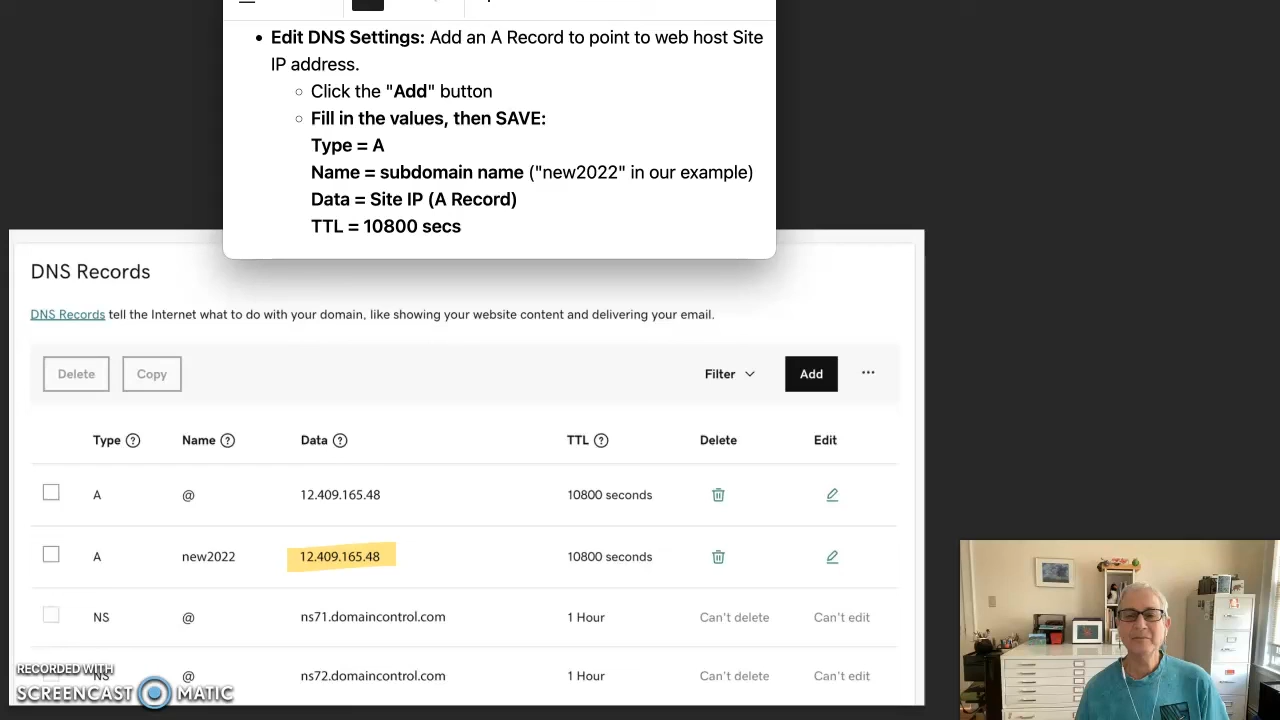 • Edit DNS Settings: Add an A Record to point to web host Site
IP address.
○ Click the "Add" button
○ Fill in the values, then SAVE:
Type = A
Name = subdomain name ("new2022" in our example)
Data = Site IP (A Record)
TTL = 10800 secs
DNS Records
DNS Records tell the Internet what to do with your domain, like showing your website content and delivering your email.
Delete Copy Filter Add ...
Type ? Name ? Data ? TTL ? Delete Edit
A @ 12.409.165.48 10800 seconds
A new2022 12.409.165.48 10800 seconds
NS @ ns71.domaincontrol.com 1 Hour Can't delete Can't edit
NS @ ns72.domaincontrol.com 1 Hour Can't delete Can't edit
RECORDED WITH
SCREENCAST MATIC